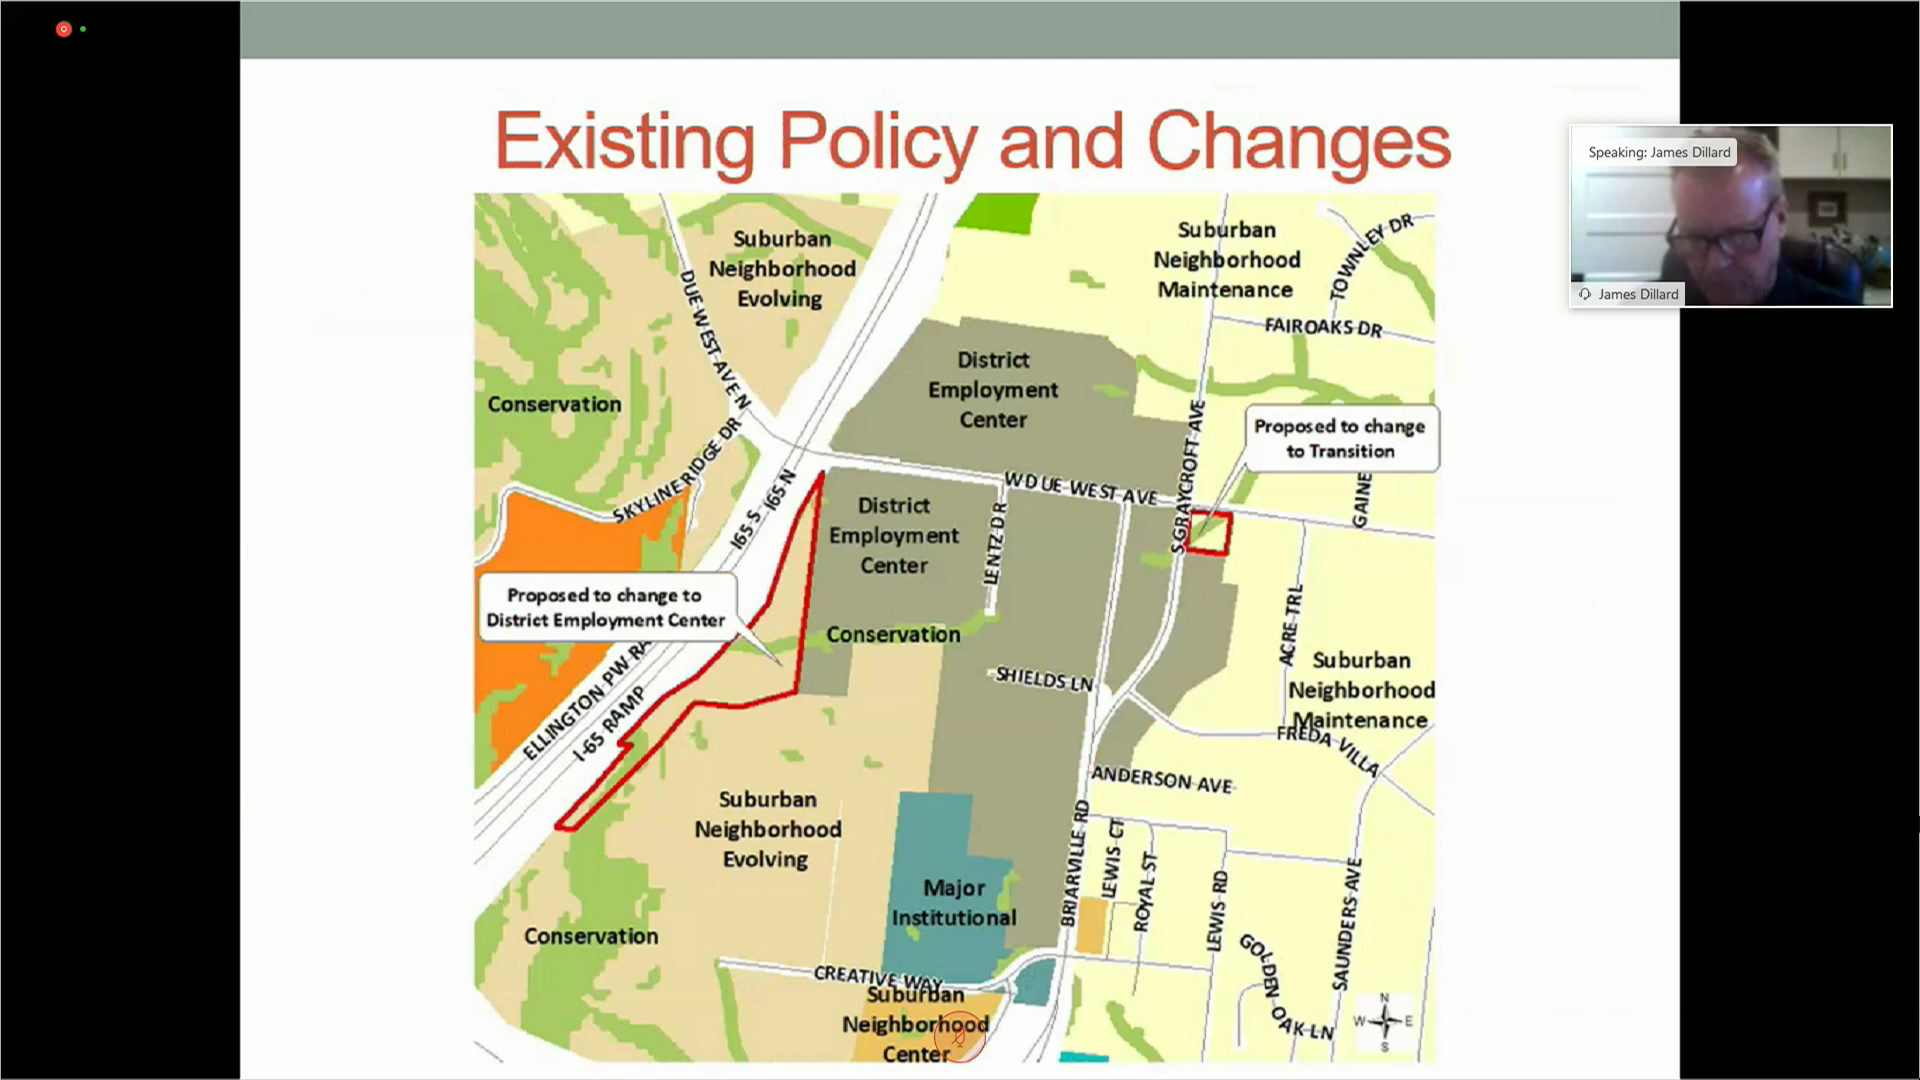 Existing Policy and Changes
Speaking: James Dillard
James Dillard
Suburban
Neighborhood
Evolving
Suburban
Neighborhood
Maintenance
TOWNLEY DR
FAIROAKS DR
DUE WEST AVE N
District
Employment
Center
Conservation
Proposed to change
to Transition
SKYLINE RIDGE DR
W DUE WEST AVE
S GRAYCROFT AVE
GAINE
I65 S
I65 N
District
Employment
Center
LENTZ DR
Proposed to change to
District Employment Center
Conservation
ACRE TRL
ELLINGTON PW RA
I-65 RAMP
SHIELDS LN
Suburban
Neighborhood
Maintenance
FREDA VILLA
ANDERSON AVE
Suburban
Neighborhood
Evolving
BRIARVILLE RD
LEWIS CT
ROYAL ST
LEWIS RD
SAUNDERS AVE
Major
Institutional
Conservation
GOLDEN OAK LN
CREATIVE WAY
Suburban
Neighborhood
Center
N
W E
S